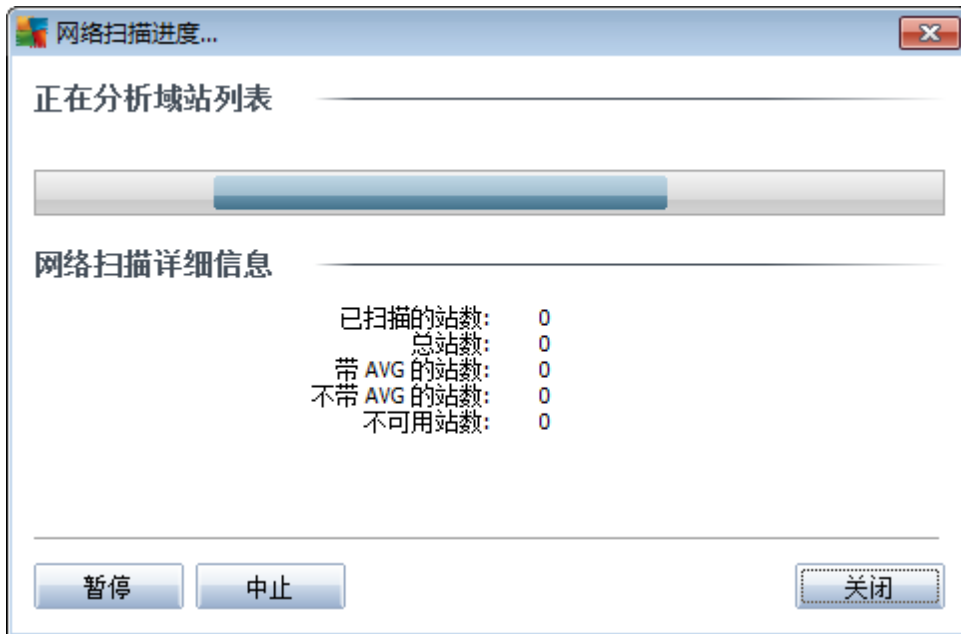 网络扫描进度...
正在分析域站列表
网络扫描详细信息
已扫描的站数: 0
总站数: 0
带 AVG 的站数: 0
不带 AVG 的站数: 0
不可用站数: 0
暂停 中止 关闭